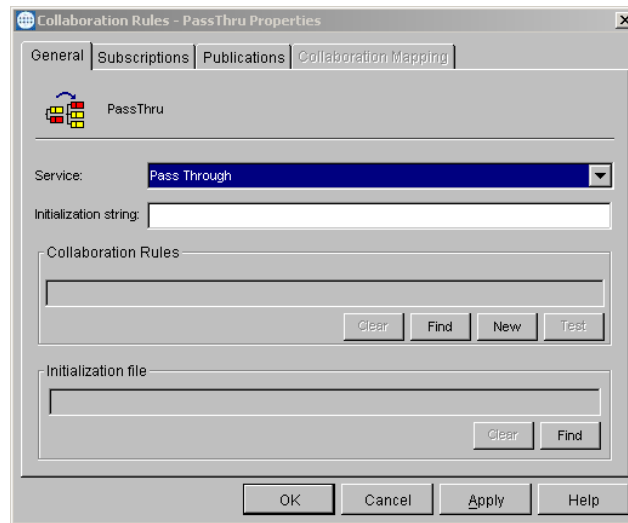 Collaboration Rules - PassThru Properties
General Subscriptions Publications Collaboration Mapping
PassThru
Service: Pass Through
Initialization string:
Collaboration Rules
Clear Find New Test
Initialization file
Clear Find
OK Cancel Apply Help